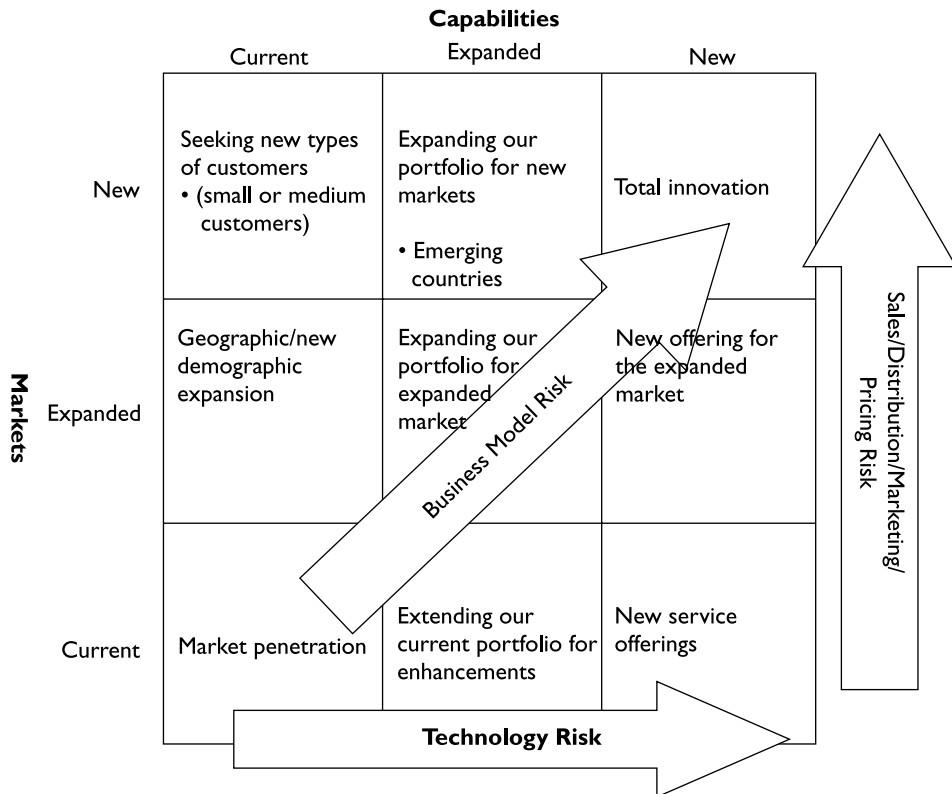 Capabilities
Current
Expanded
New
New
Seeking new types
of customers
• (small or medium
customers)
Expanding our
portfolio for new
markets
• Emerging
countries
Total innovation
Markets
Expanded
Geographic/new
demographic
expansion
Expanding our
portfolio for
expanded
market
New offering for
the expanded
market
Business Model Risk
Sales/Distribution/Marketing/
Pricing Risk
Current
Market penetration
Extending our
current portfolio for
enhancements
New service
offerings
Technology Risk